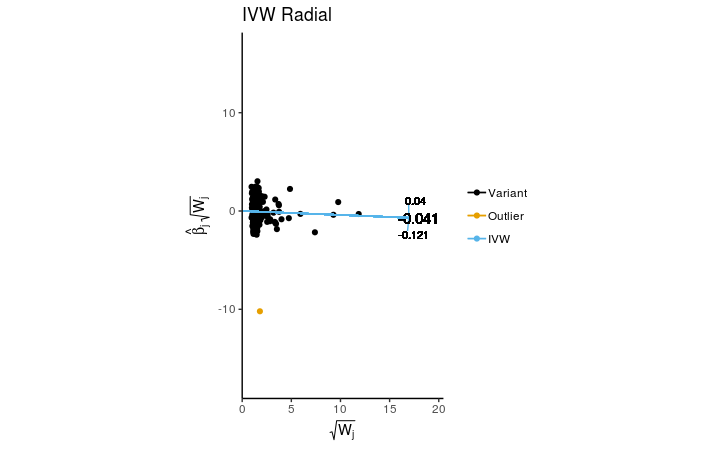 IVW Radial
β̂j√Wj
10
0
-10
0.04
-0.041
-0.121
0
5
10
15
20
√Wj
Variant
Outlier
IVW